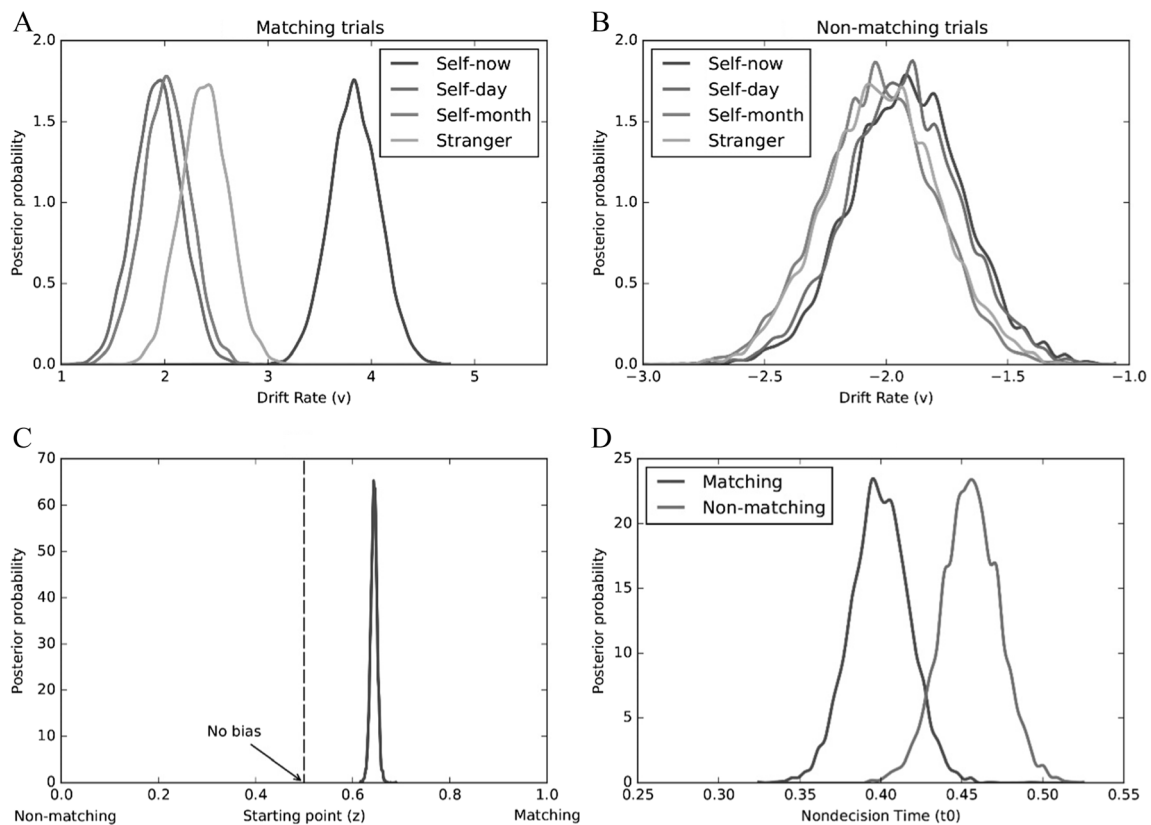 A
Matching trials
2.0
1.5
1.0
0.5
0.0
Posterior probability
Self-now
Self-day
Self-month
Stranger
1 2 3 4 5
Drift Rate (v)
B
Non-matching trials
2.0
1.5
1.0
0.5
0.0
Posterior probability
Self-now
Self-day
Self-month
Stranger
−3.0 −2.5 −2.0 −1.5 −1.0
Drift Rate (v)
C
70
60
50
40
30
20
10
0
Posterior probability
No bias
0.0 0.2 0.4 0.6 0.8 1.0
Non-matching Starting point (z) Matching
D
25
20
15
10
5
0
Posterior probability
Matching
Non-matching
0.25 0.30 0.35 0.40 0.45 0.50 0.55
Nondecision Time (t0)